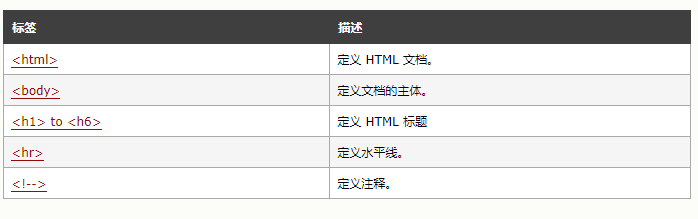 标签 描述
<html> 定义 HTML 文档。
<body> 定义文档的主体。
<h1> to <h6> 定义 HTML 标题
<hr> 定义水平线。
<!--> 定义注释。